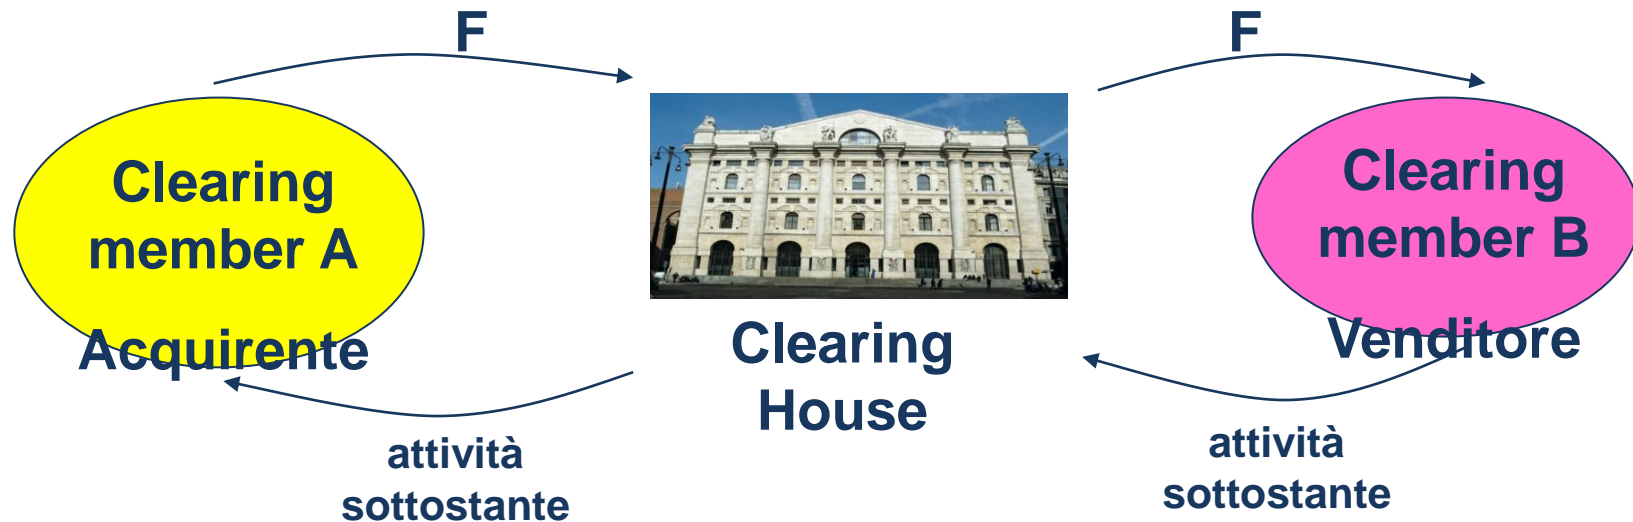 F
F
Clearing
member A
Acquirente
Clearing
House
Clearing
member B
Venditore
attività
sottostante
attività
sottostante